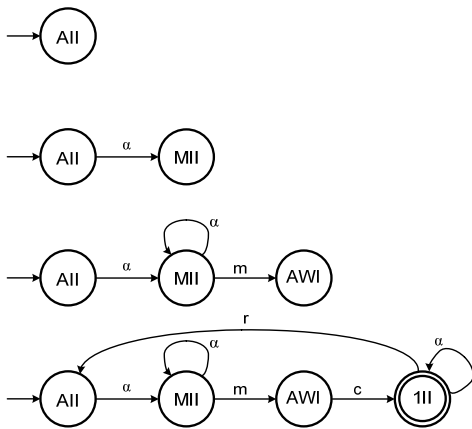 AII
α
AII MII
α
α m
AII MII AWI
r
α α
α m c
AII MII AWI 1II